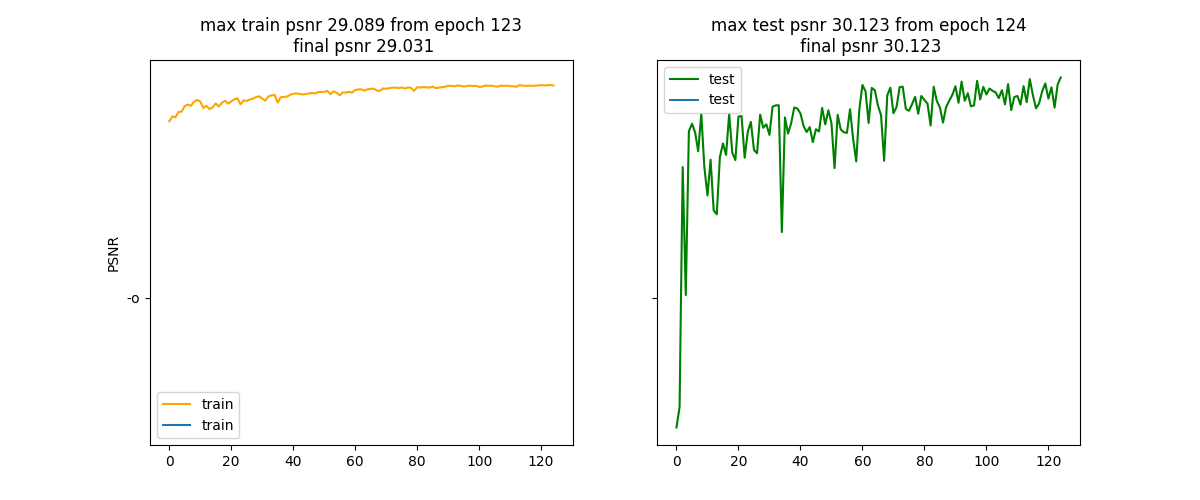 max train psnr 29.089 from epoch 123
final psnr 29.031
max test psnr 30.123 from epoch 124
final psnr 30.123
PSNR
-o
train
train
0 20 40 60 80 100 120
test
test
0 20 40 60 80 100 120